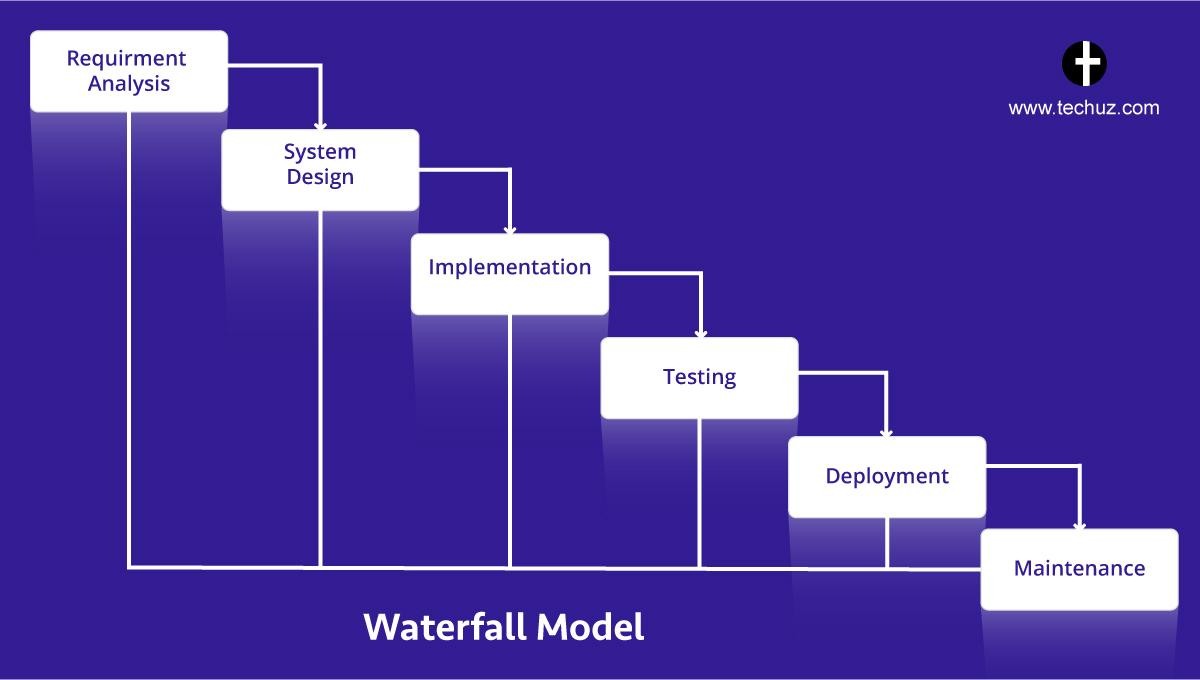 Requirment
Analysis
www.techuz.com
System
Design
Implementation
Testing
Deployment
Maintenance
Waterfall Model